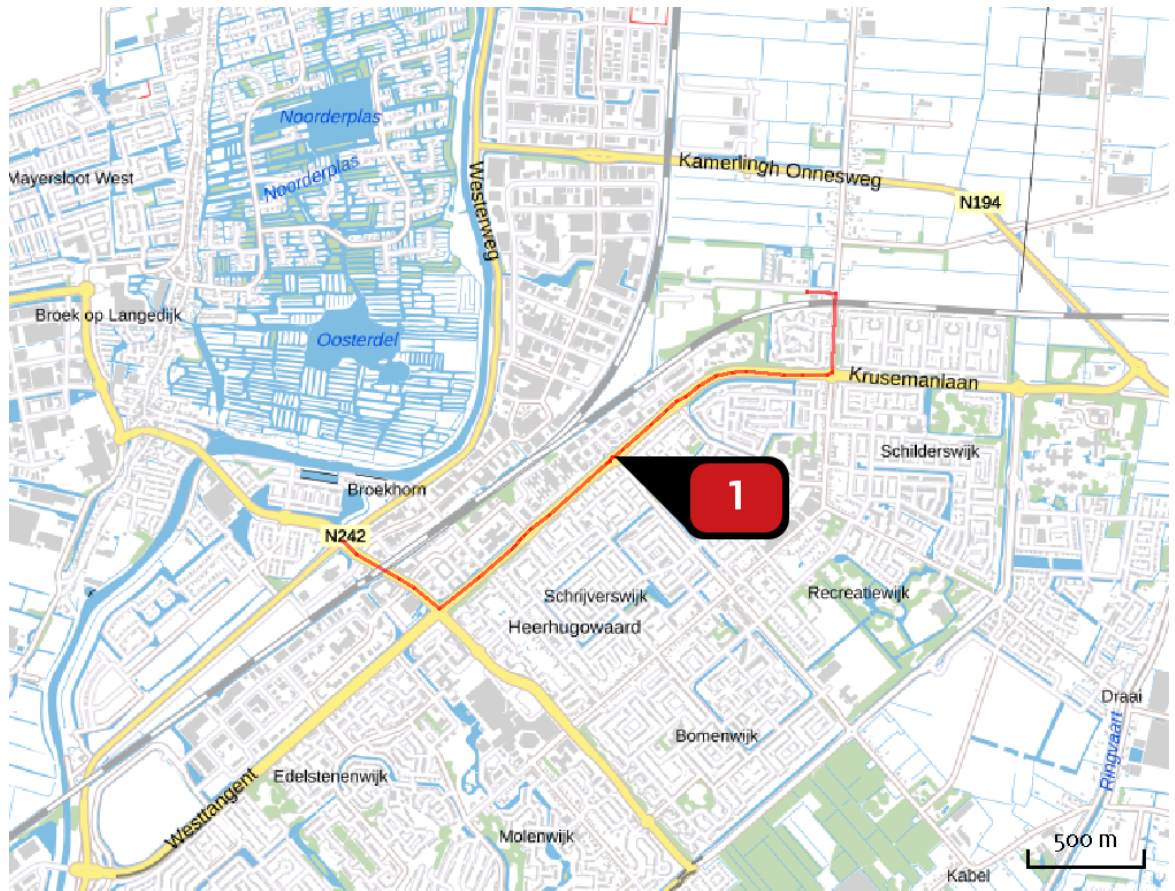 Noorderplas
Kamerlingh Onnesweg
Mayersloot West
Noorderplas
N194
Westerweg
Broek op Langedijk
Oosterdel
Krusemanlaan
Schilderswijk
Broekhorn
1
N242
Schrijverswijk
Recreatiewijk
Heerhugowaard
Draai
Bomenwijk
Ringvaart
Edelstenenwijk
Westtangent
Molenwijk
500 m
Kabel